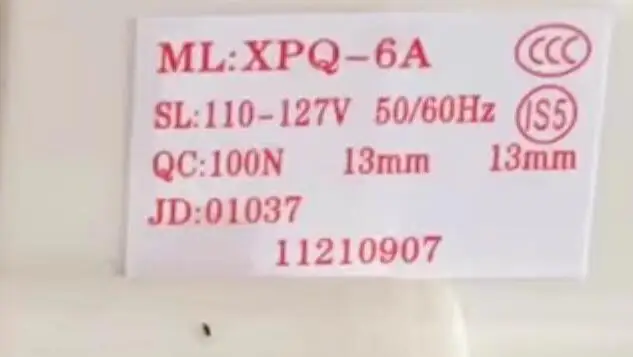 ML:XPQ-6A CCC
SL:110-127V 50/60Hz IS5
QC:100N 13mm 13mm
JD:01037
11210907